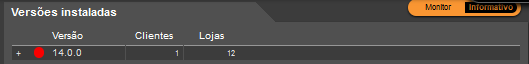 Versões instaladas
Monitor Informativo
Versão Clientes Lojas
+ 14.0.0 1 12